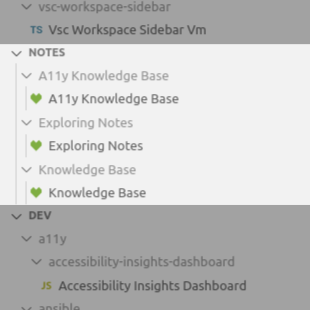 vsc-workspace-sidebar
TS Vsc Workspace Sidebar Vm
NOTES
A11y Knowledge Base
A11y Knowledge Base
Exploring Notes
Exploring Notes
Knowledge Base
Knowledge Base
DEV
a11y
accessibility-insights-dashboard
JS Accessibility Insights Dashboard
ansible